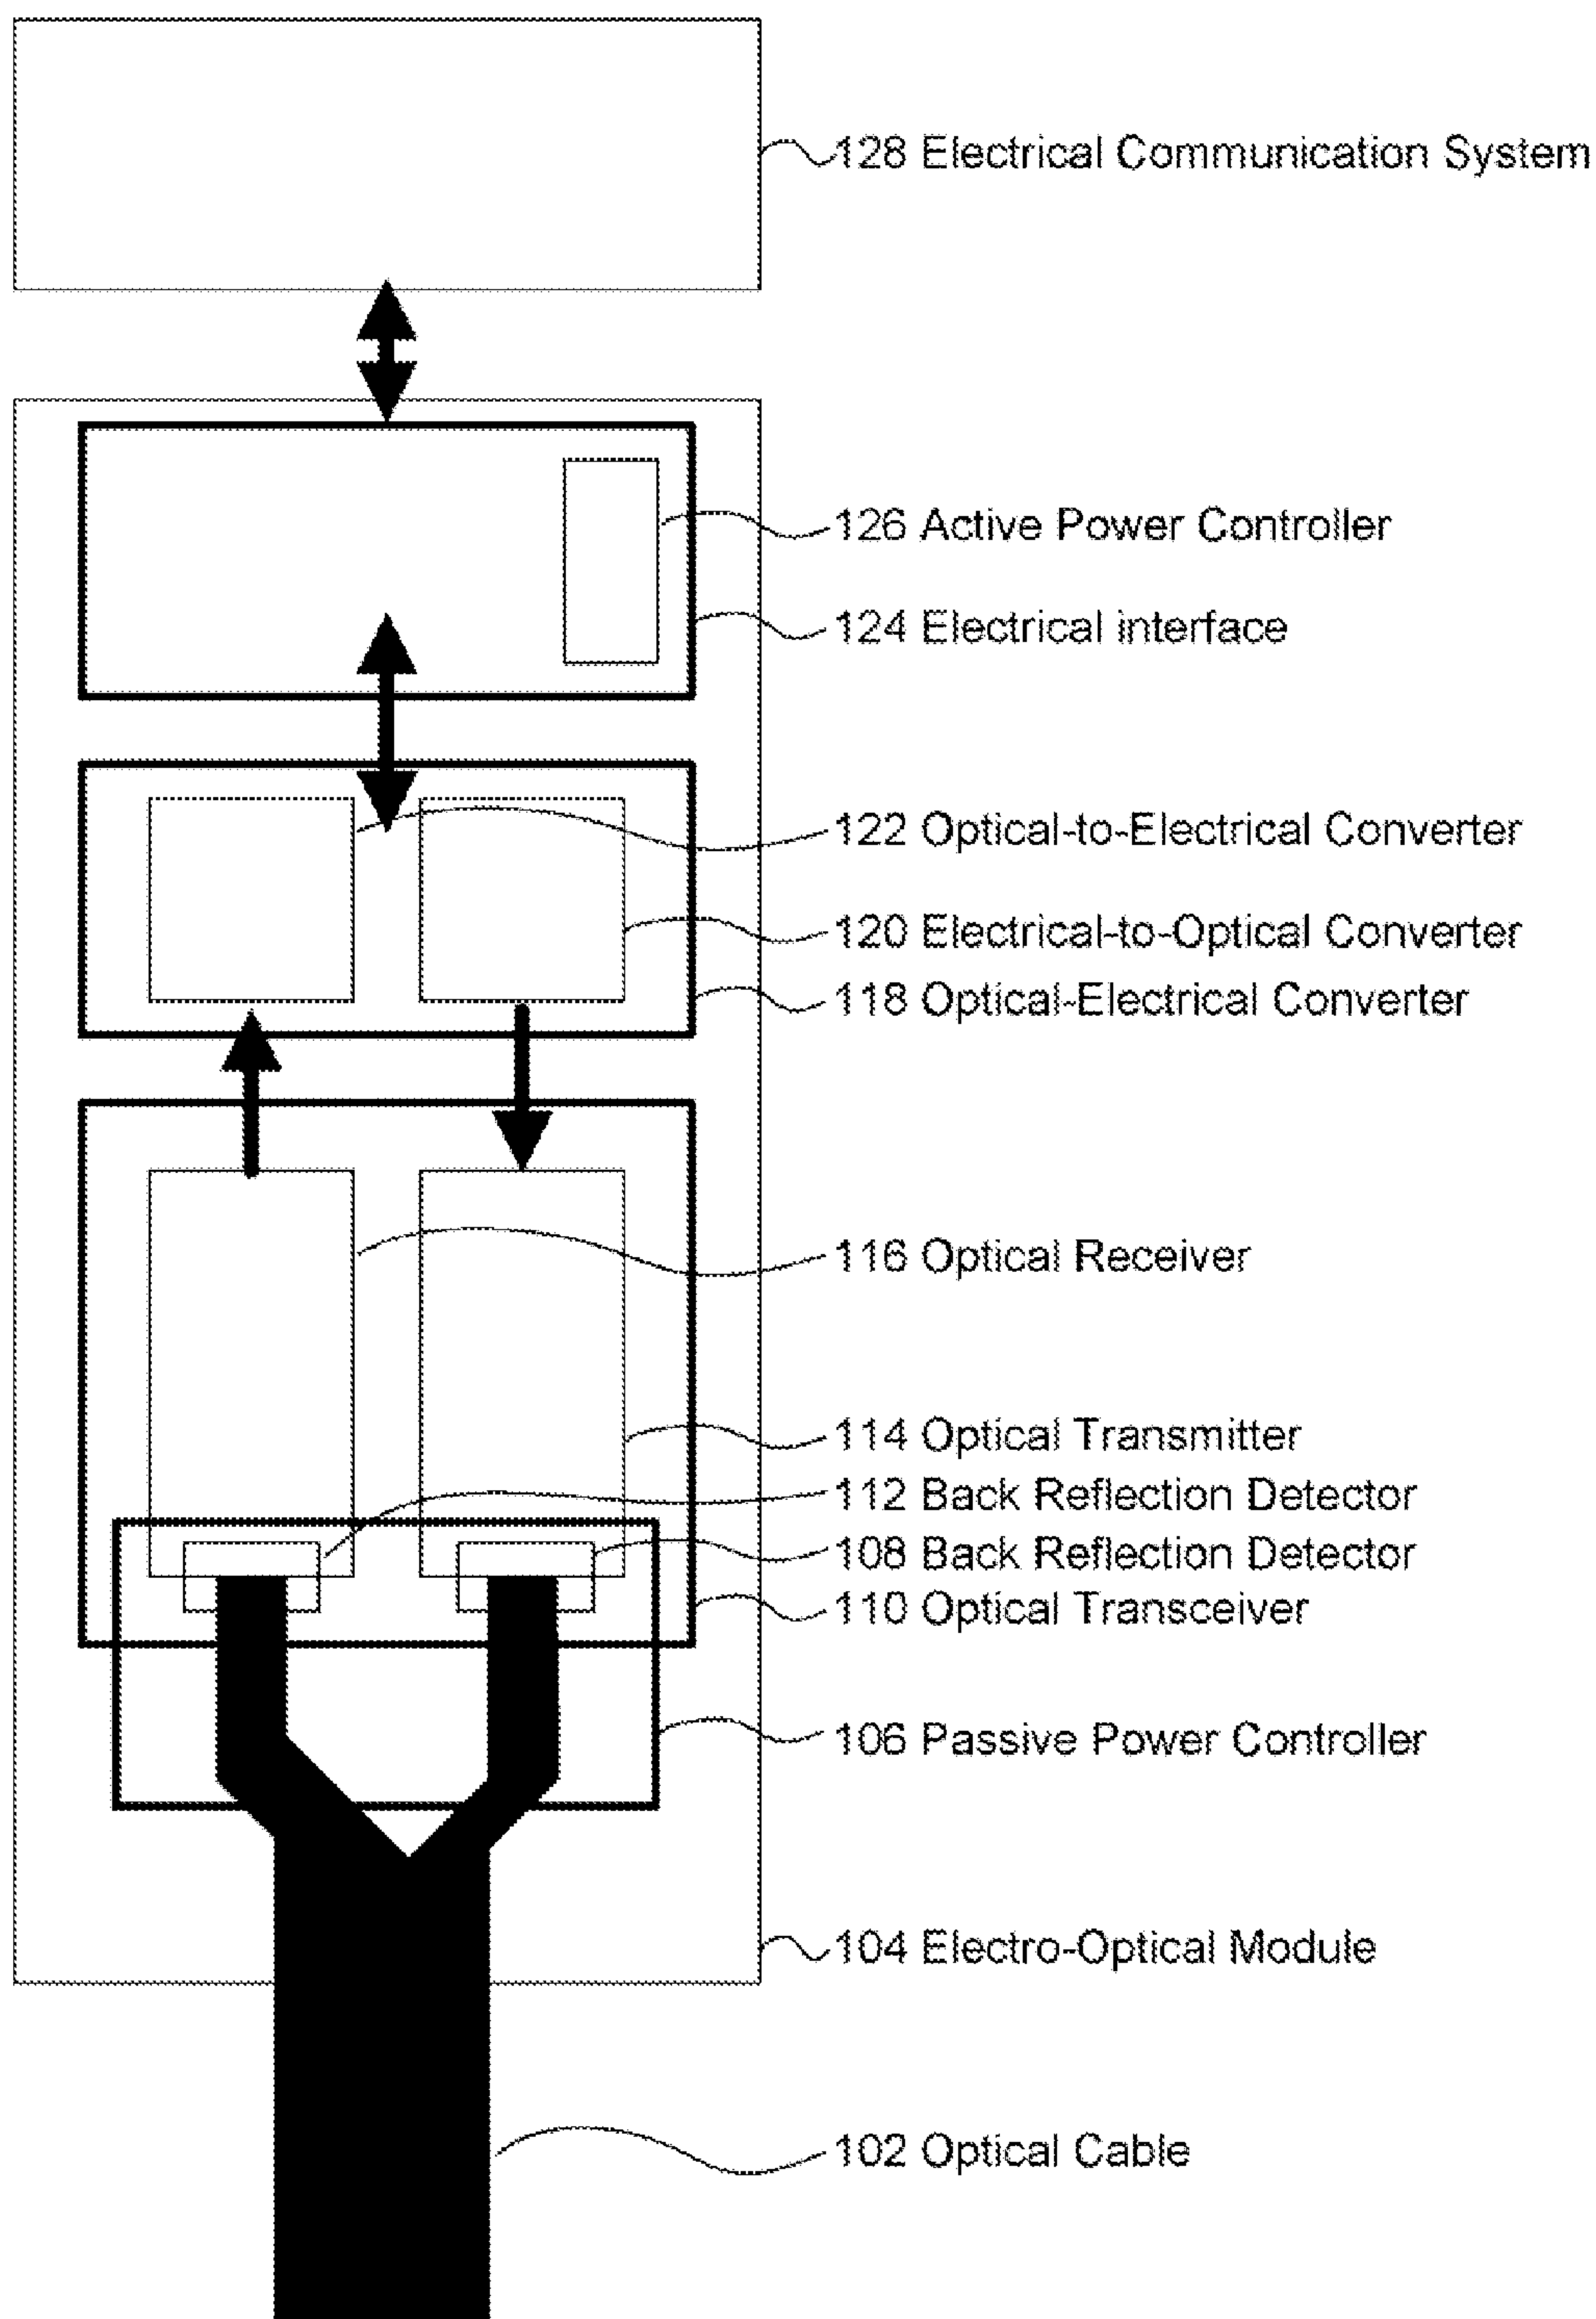 128 Electrical Communication System
126 Active Power Controller
124 Electrical interface
122 Optical-to-Electrical Converter
120 Electrical-to-Optical Converter
118 Optical-Electrical Converter
116 Optical Receiver
114 Optical Transmitter
112 Back Reflection Detector
108 Back Reflection Detector
110 Optical Transceiver
106 Passive Power Controller
104 Electro-Optical Module
102 Optical Cable